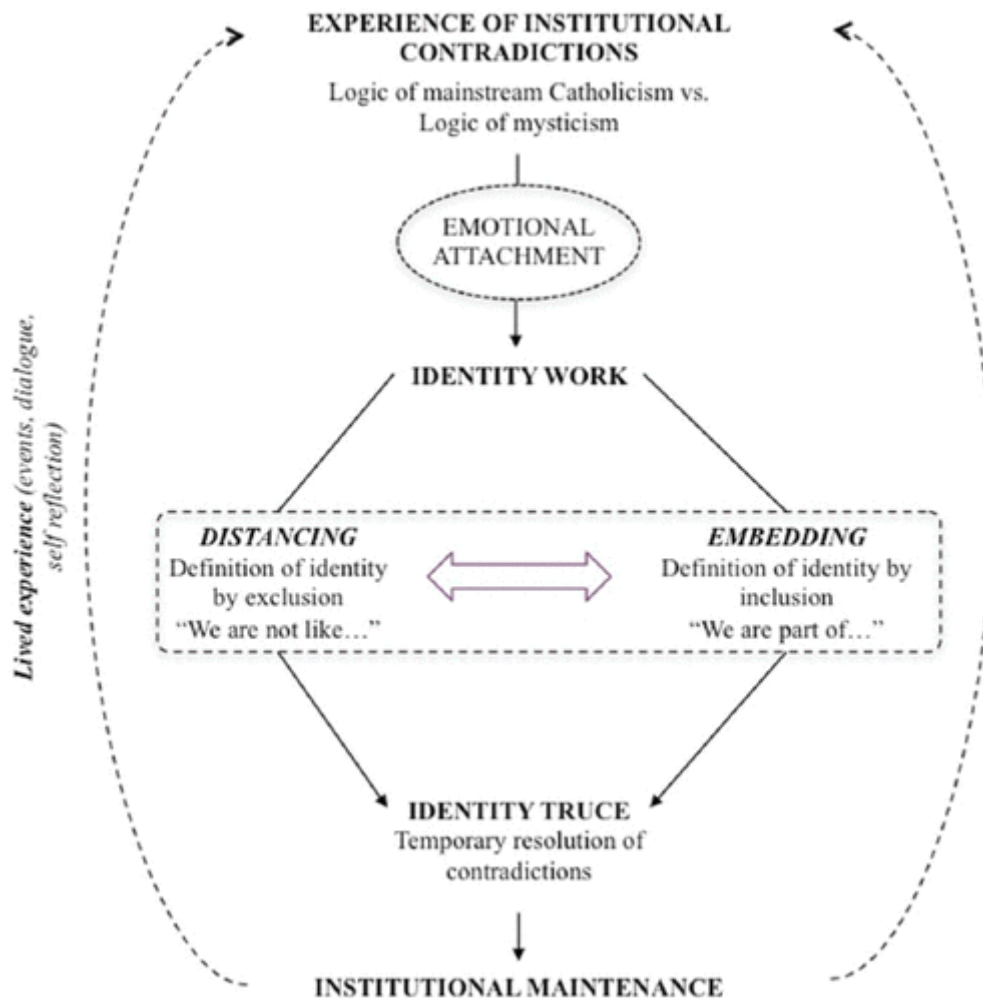 EXPERIENCE OF INSTITUTIONAL
CONTRADICTIONS
Logic of mainstream Catholicism vs.
Logic of mysticism
EMOTIONAL
ATTACHMENT
IDENTITY WORK
Lived experience (events, dialogue,
self reflection)
DISTANCING
Definition of identity
by exclusion
“We are not like…”
EMBEDDING
Definition of identity by
inclusion
“We are part of…”
IDENTITY TRUCE
Temporary resolution of
contradictions
INSTITUTIONAL MAINTENANCE